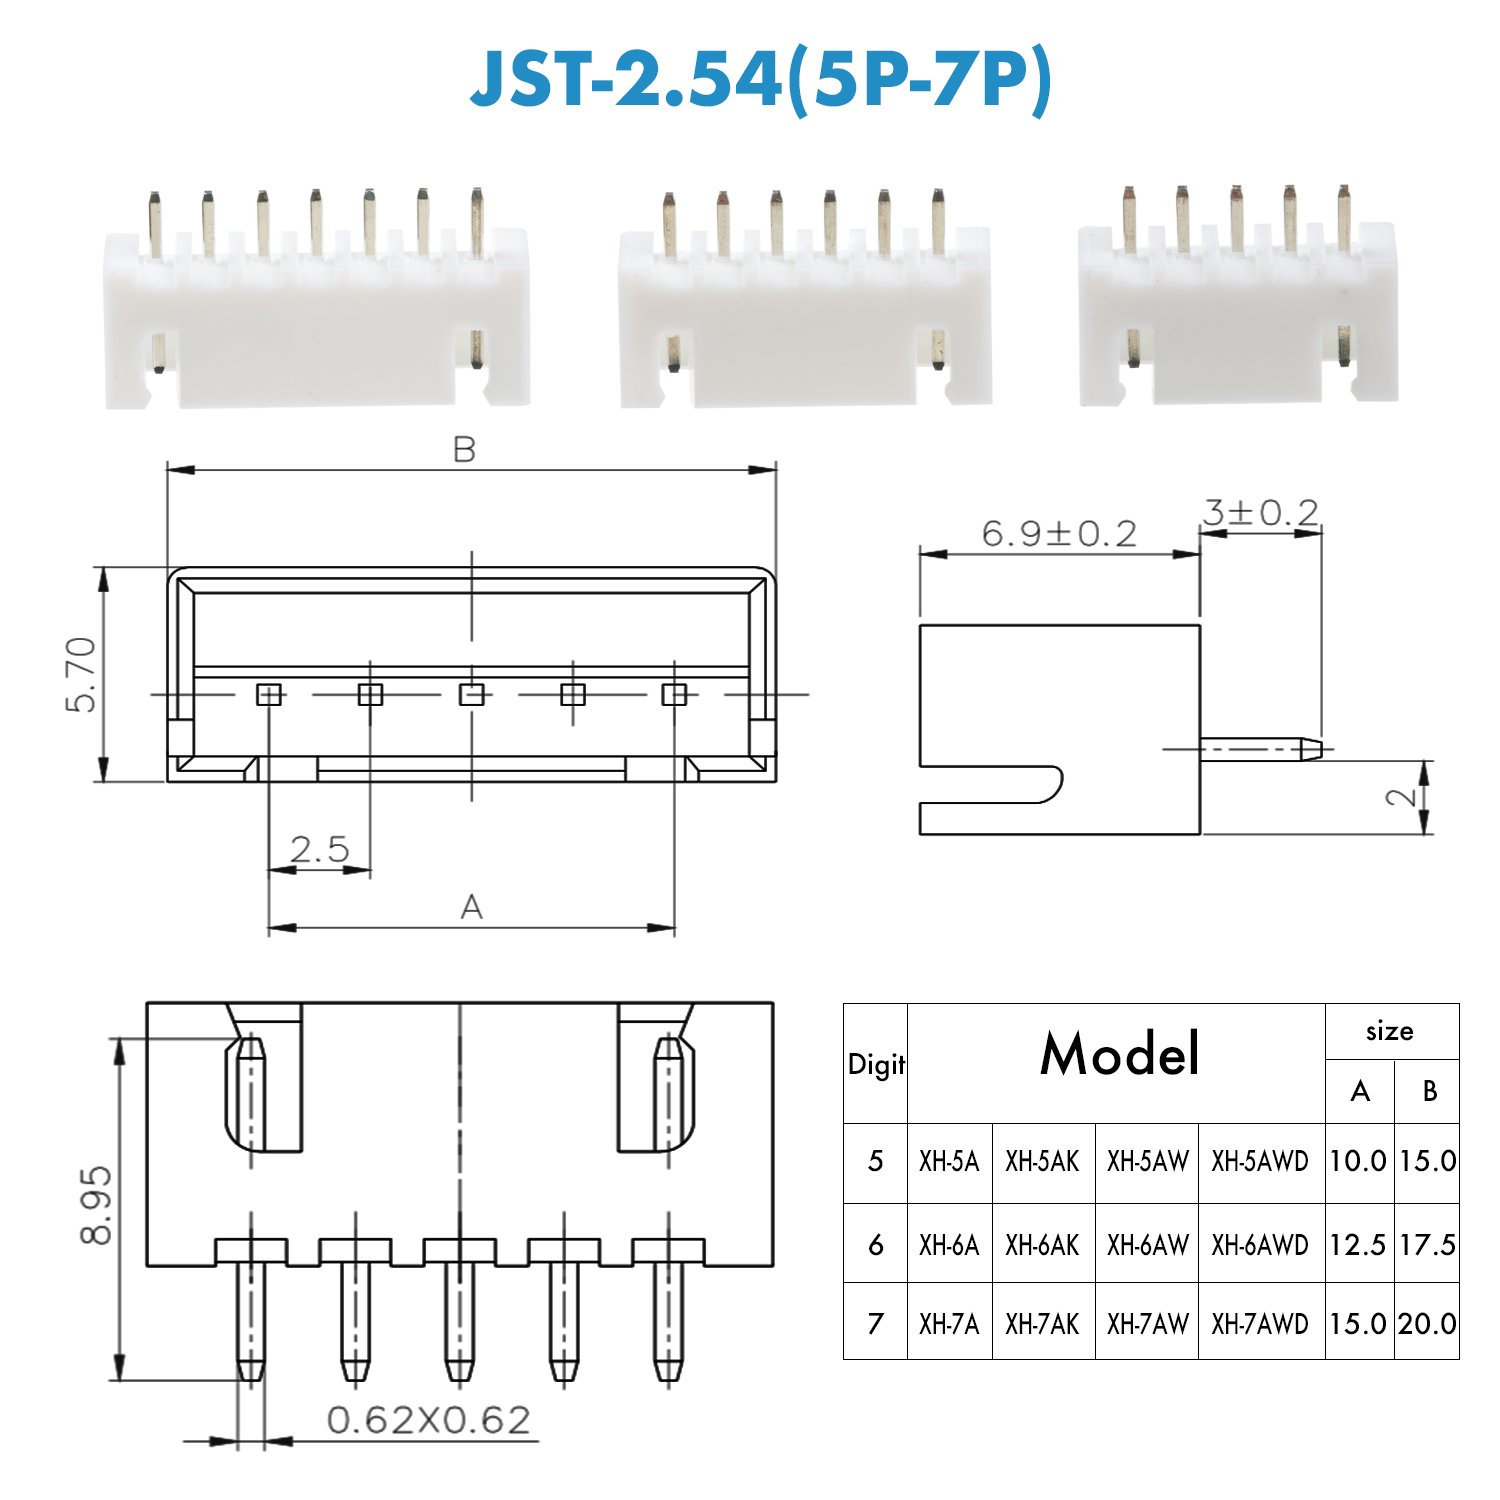 JST-2.54(5P-7P)
B
5.70
2.5
A
6.9±0.2
3±0.2
2
8.95
0.62X0.62
Digit Model size
A B
5 XH-5A XH-5AK XH-5AW XH-5AWD 10.0 15.0
6 XH-6A XH-6AK XH-6AW XH-6AWD 12.5 17.5
7 XH-7A XH-7AK XH-7AW XH-7AWD 15.0 20.0